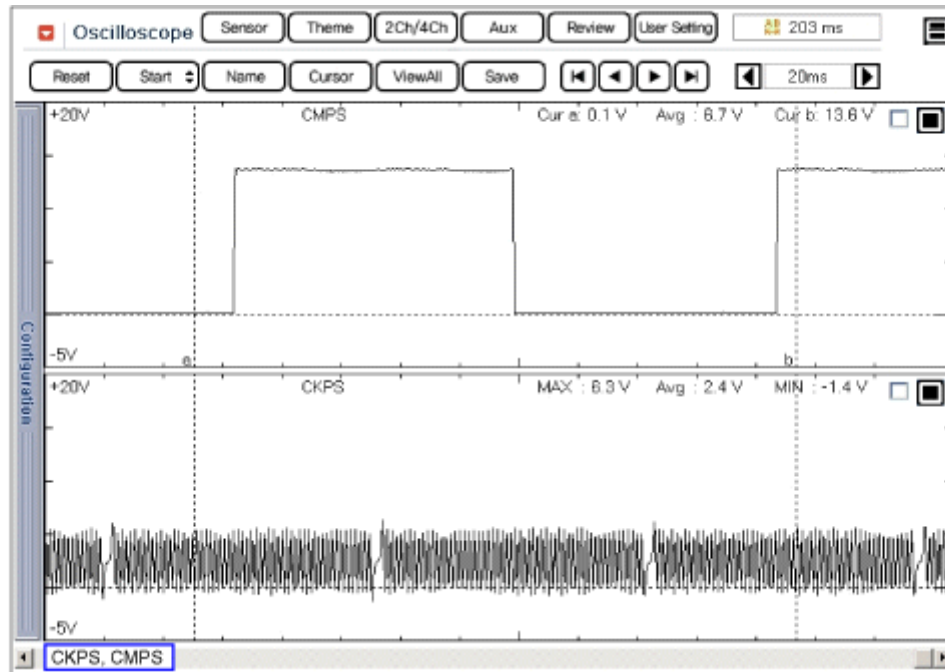 Oscilloscope Sensor Theme 2Ch/4Ch Aux Review User Setting 203 ms
Reset Start Name Cursor ViewAll Save 20ms
+20V CMPS Cur a: 0.1 V Avg : 6.7 V Cur b: 13.6 V
-5V a b
+20V CKPS MAX : 6.3 V Avg : 2.4 V MIN : -1.4 V
-5V
Configuration
CKPS, CMPS